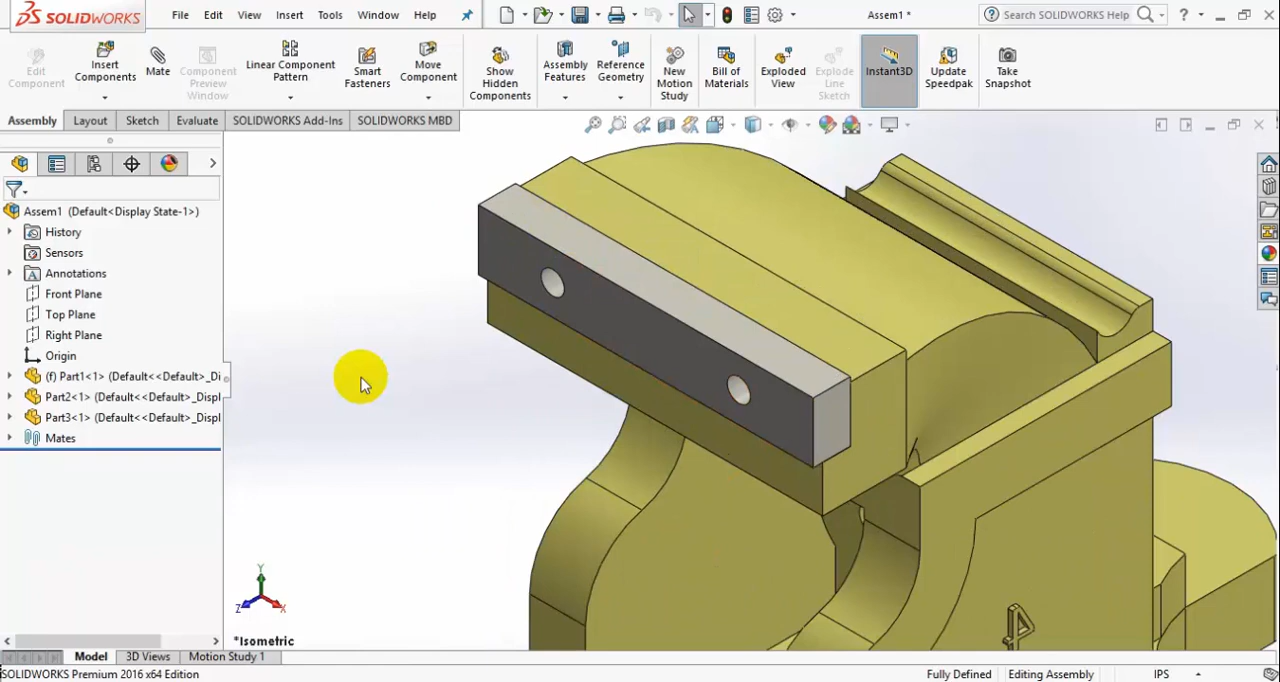 SOLIDWORKS File Edit View Insert Tools Window Help Assem1 * Search SOLIDWORKS Help ?
Edit Component
Insert Components
Mate
Component Preview Window
Linear Component Pattern
Smart Fasteners
Move Component
Show Hidden Components
Assembly Features
Reference Geometry
New Motion Study
Bill of Materials
Exploded View
Explode Line Sketch
Instant3D
Update Speedpak
Take Snapshot
Assembly Layout Sketch Evaluate SOLIDWORKS Add-Ins SOLIDWORKS MBD
Assem1 (Default<Display State-1>)
History
Sensors
Annotations
Front Plane
Top Plane
Right Plane
Origin
(f) Part1<1> (Default<<Default>_Di
Part2<1> (Default<<Default>_Displ
Part3<1> (Default<<Default>_Displ
Mates
Y
Z X
*Isometric
Model 3D Views Motion Study 1
SOLIDWORKS Premium 2016 x64 Edition Fully Defined Editing Assembly IPS